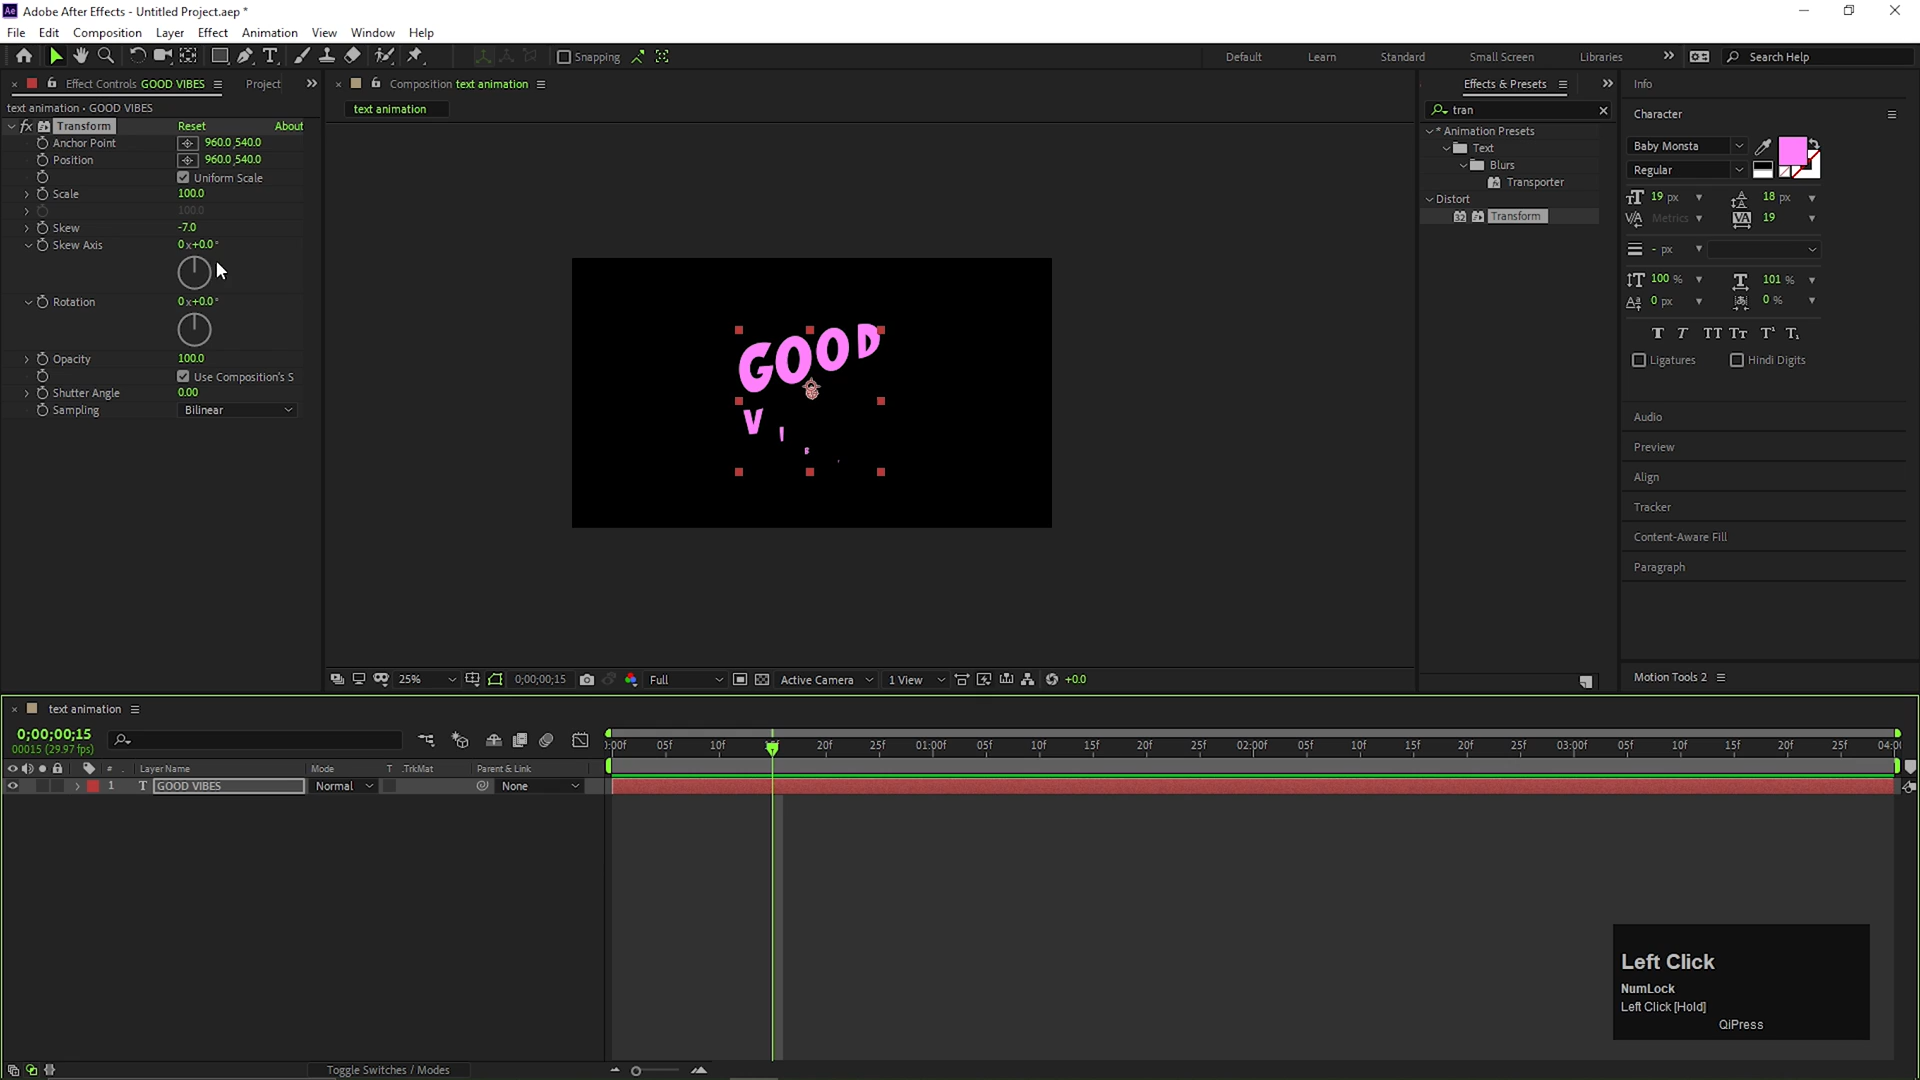 Ae Adobe After Effects - Untitled Project.aep *
File Edit Composition Layer Effect Animation View Window Help
Snapping
Default Learn Standard Small Screen Libraries Search Help
Effect Controls GOOD VIBES Project
Composition text animation
Effects & Presets
Info
text animation • GOOD VIBES
text animation
tran
Character
fx Transform Reset About
Anchor Point 960.0,540.0
Position 960.0,540.0
Uniform Scale
Scale 100.0
100.0
Skew -7.0
Skew Axis 0x+0.0°
Rotation 0x+0.0°
Opacity 100.0
Use Composition's S
Shutter Angle 0.00
Sampling Bilinear
* Animation Presets
Text
Blurs
Transporter
Distort
Transform
Baby Monsta
Regular
19 px 18 px
Metrics 19
- px
100 % 101 %
0 px 0 %
T T TT Tr T¹ T₁
Ligatures Hindi Digits
Audio
Preview
Align
Tracker
Content-Aware Fill
Paragraph
Motion Tools 2
GOOD
VIB
25% 0;00;00;15 Full Active Camera 1 View +0.0
text animation
0;00;00;15
00015 (29.97 fps)
):00f 05f 10f 20f 25f 01:00f 05f 10f 15f 20f 25f 02:00f 05f 10f 15f 20f 25f 03:00f 05f 10f 15f 20f 25f 04:0
# Layer Name Mode T .TrkMat Parent & Link
1 T GOOD VIBES Normal None
Left Click
NumLock
Left Click [Hold]
QiPress
Toggle Switches / Modes